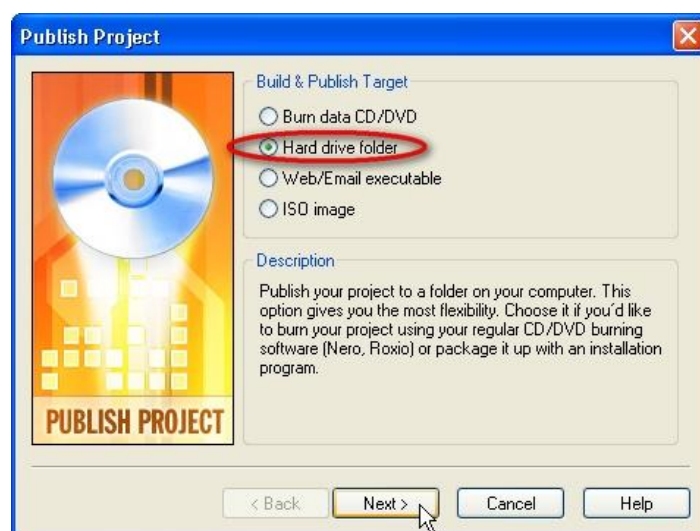 Publish Project
Build & Publish Target
Burn data CD/DVD
Hard drive folder
Web/Email executable
ISO image
Description
Publish your project to a folder on your computer. This
option gives you the most flexibility. Choose it if you´d like
to burn your project using your regular CD/DVD burning
software (Nero, Roxio) or package it up with an installation
program.
PUBLISH PROJECT
< Back
Next >
Cancel
Help